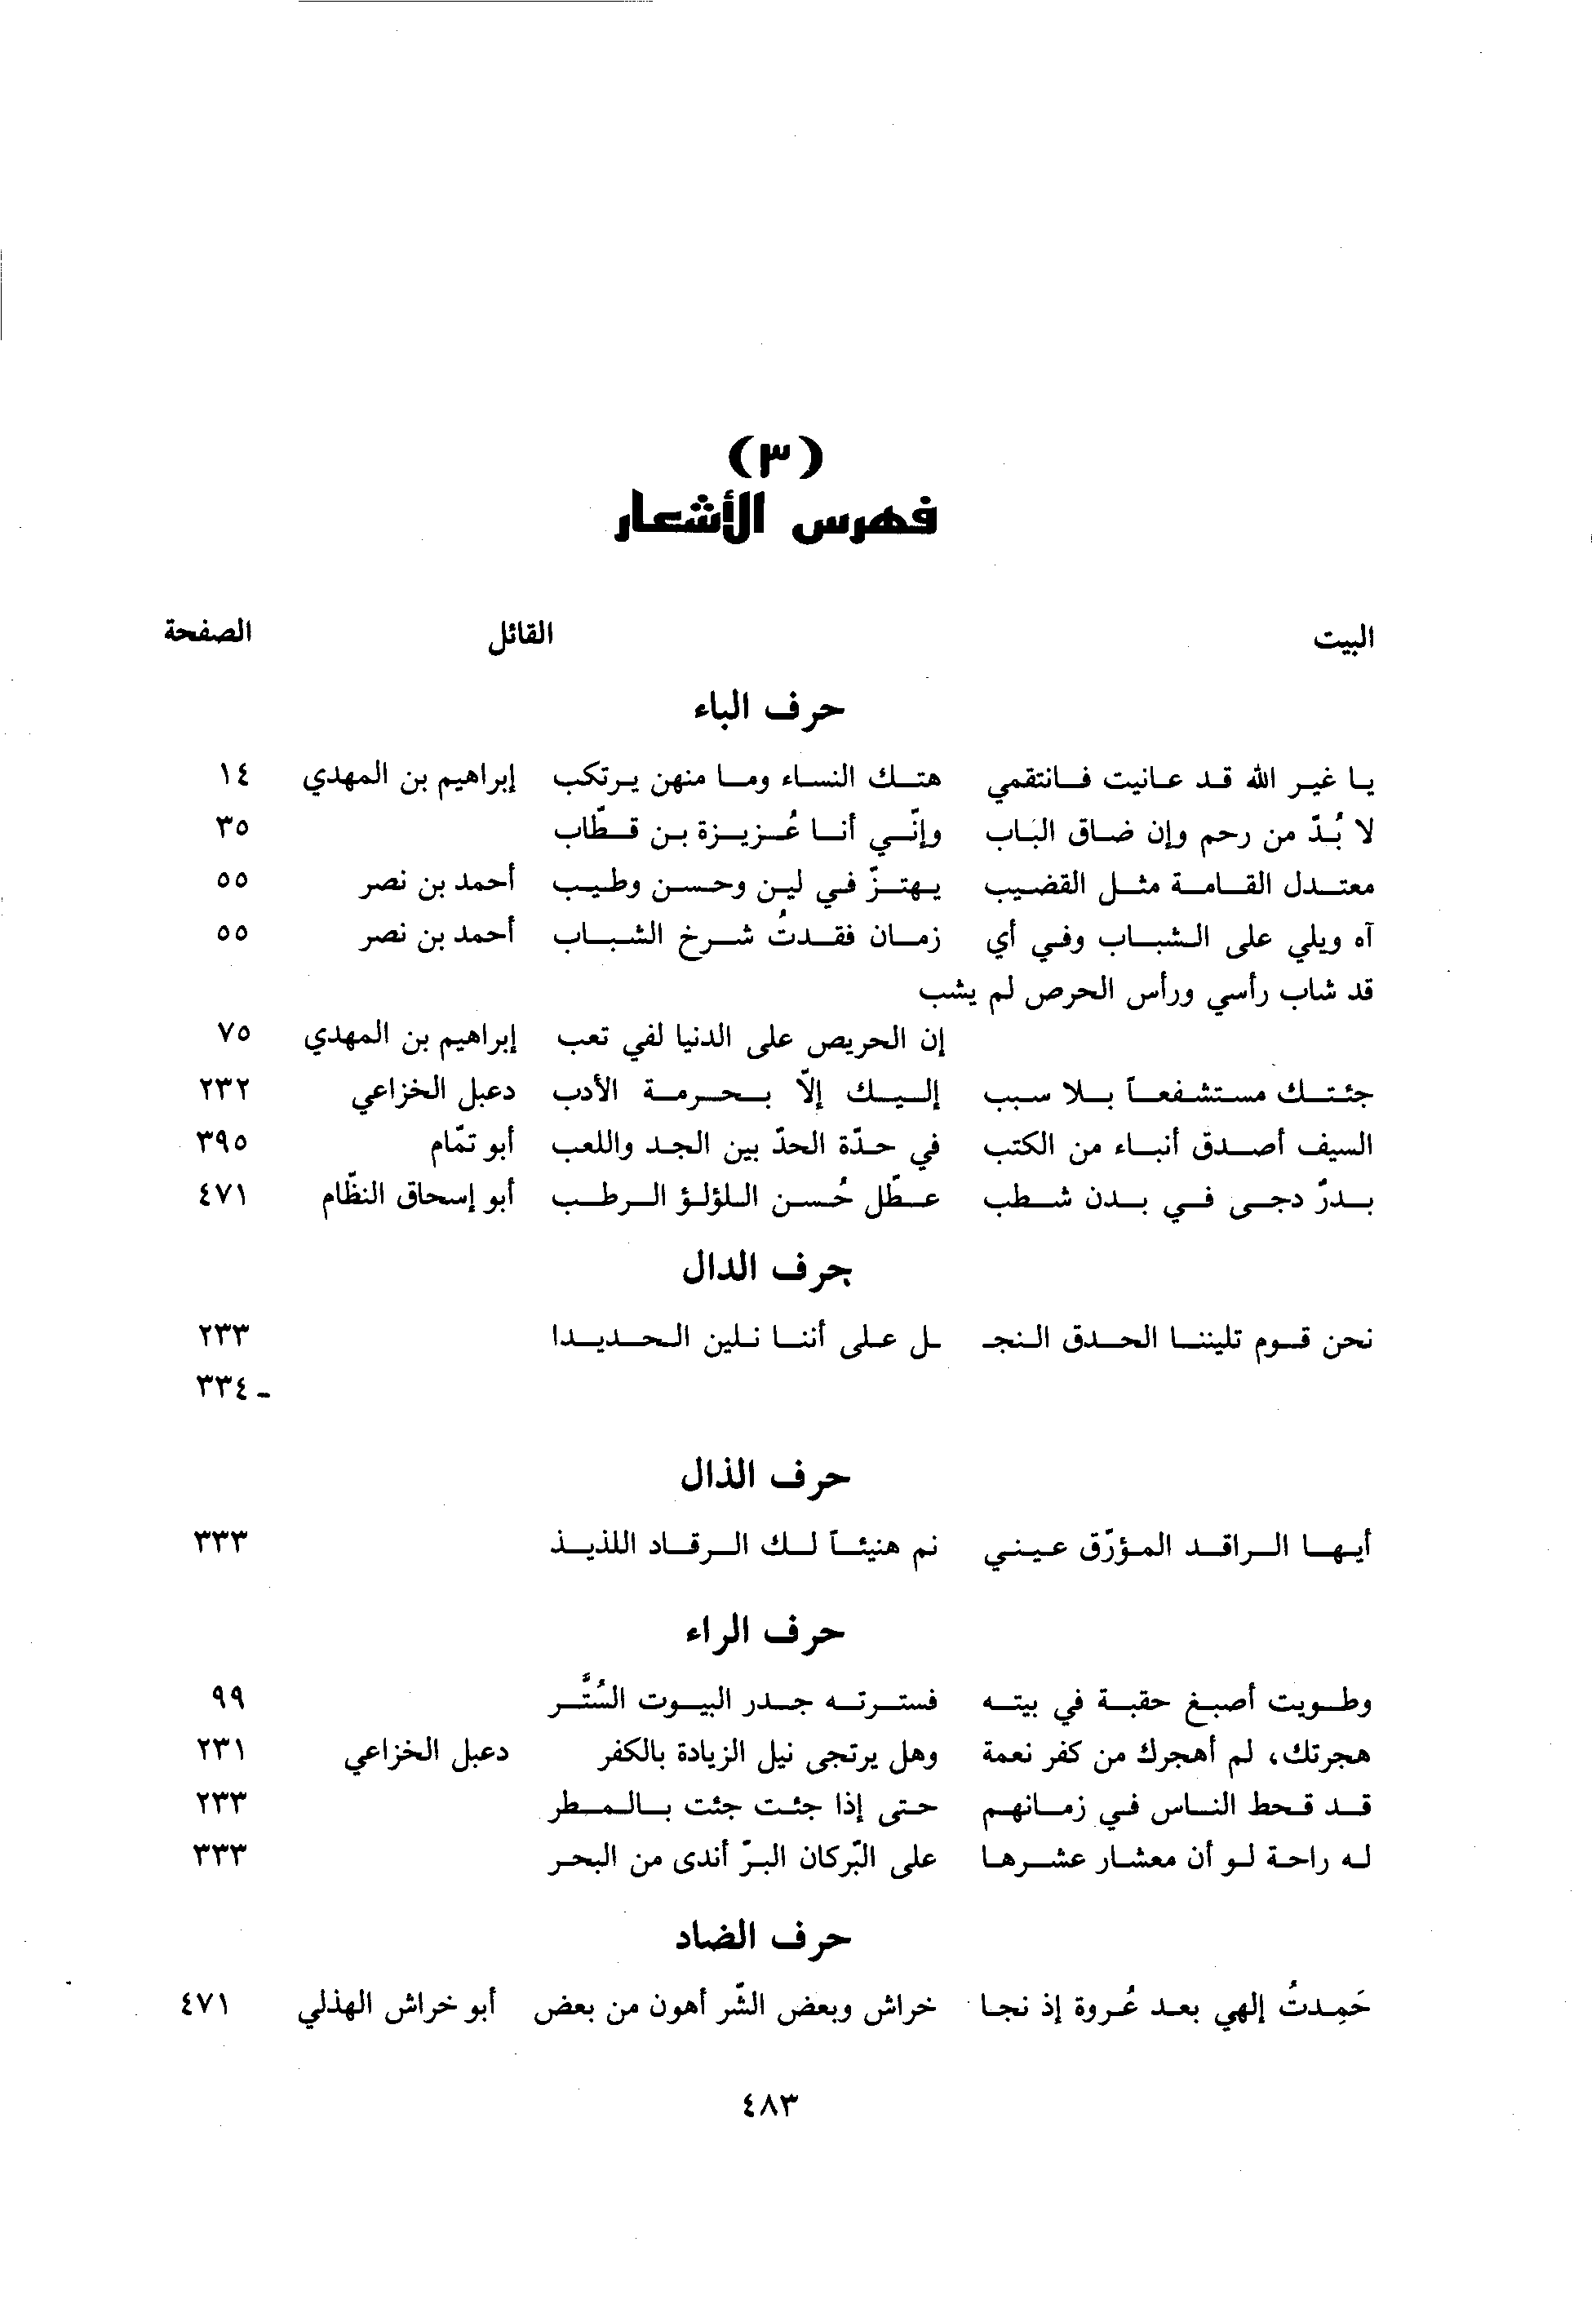 (٣)
فهرس الأشعار
البيت القائل الصفحة
حرف الباء
يا غير الله قد عانيت فانتقمي هتك النساء وما منهن يرتكب إبراهيم بن المهدي ١٤
لا بُدّ من رحم وإن ضاق البَاب وإنّي أنا عُزيزة بن قطّاب ٣٥
معتدل القامة مثل القضيب يهتزّ في لين وحسن وطيب أحمد بن نصر ٥٥
آه ويلي على الشباب وفي أي زمان فقدتُ شرخ الشباب أحمد بن نصر ٥٥
قد شاب رأسي ورأس الحرص لم يشب
إن الحريص على الدنيا لفي تعب إبراهيم بن المهدي ٧٥
جئتك مستشفعاً بلا سبب إليك إلاّ بحرمة الأدب دعبل الخزاعي ٢٣٢
السيف أصدق أنباء من الكتب في حدّة الحدّ بين الجد واللعب أبو تمّام ٣٩٥
بدرّ دجى في بدن شطب عطّل حُسن اللؤلؤ الرطب أبو إسحاق النظّام ٤٧١
حرف الدال
نحن قوم تليننا الحدق النجـ ـل على أننا نلين الحديدا ٢٣٣
٣٣٤ -
حرف الذال
أيها الراقد المؤرّق عيني نم هنيئاً لك الرقاد اللذيذ ٣٣٣
حرف الراء
وطويت أصبغ حقبة في بيته فسترته جدر البيوت السُتَّر ٩٩
هجرتك، لم أهجرك من كفر نعمة وهل يرتجى نيل الزيادة بالكفر دعبل الخزاعي ٢٣١
قد قحط الناس في زمانهم حتى إذا جئت جئت بالمطر ٢٣٣
له راحة لو أن معشار عشرها على البّركان البرّ أندى من البحر ٣٣٣
حرف الضاد
حَمِدتُ إلهي بعد عُروة إذ نجا خراش وبعض الشّر أهون من بعض أبو خراش الهذلي ٤٧١
٤٨٣